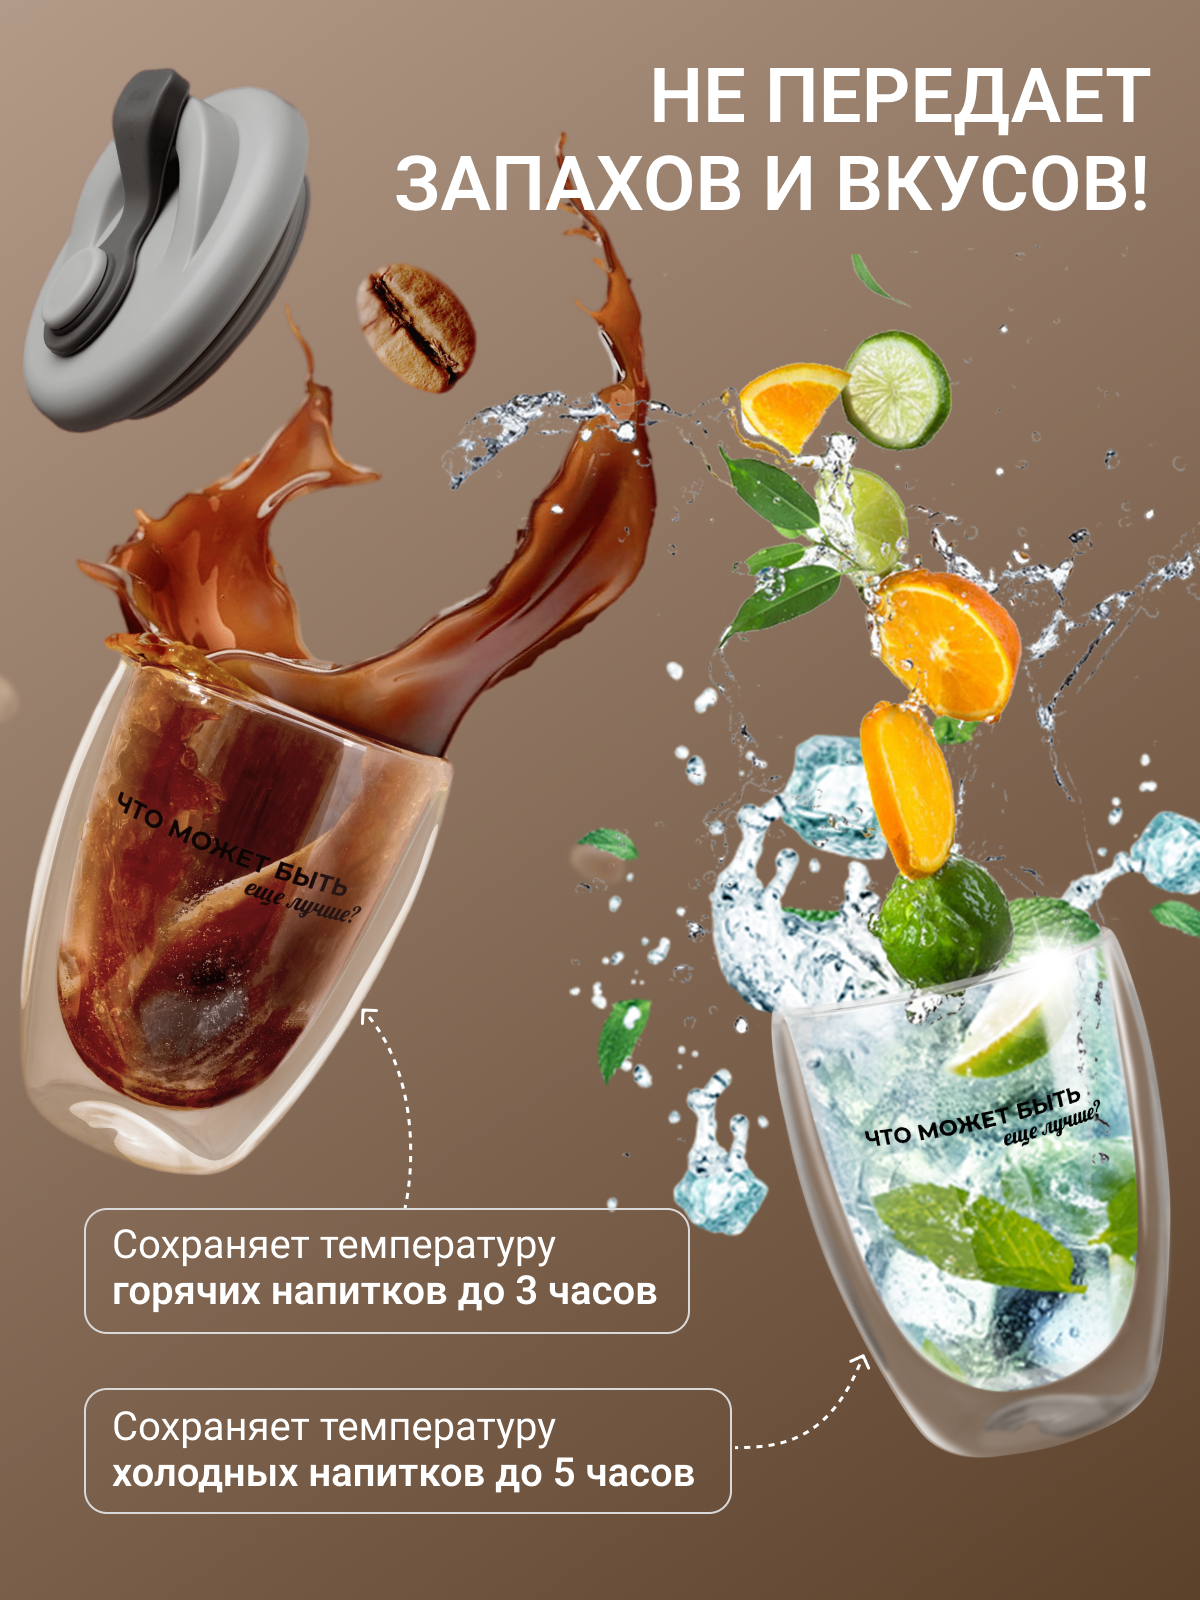 НЕ ПЕРЕДАЕТ
ЗАПАХОВ И ВКУСОВ!
ЧТО МОЖЕТ БЫТЬ
еще лучше?
ЧТО МОЖЕТ БЫТЬ
еще лучше?
Сохраняет температуру
горячих напитков до 3 часов
Сохраняет температуру
холодных напитков до 5 часов